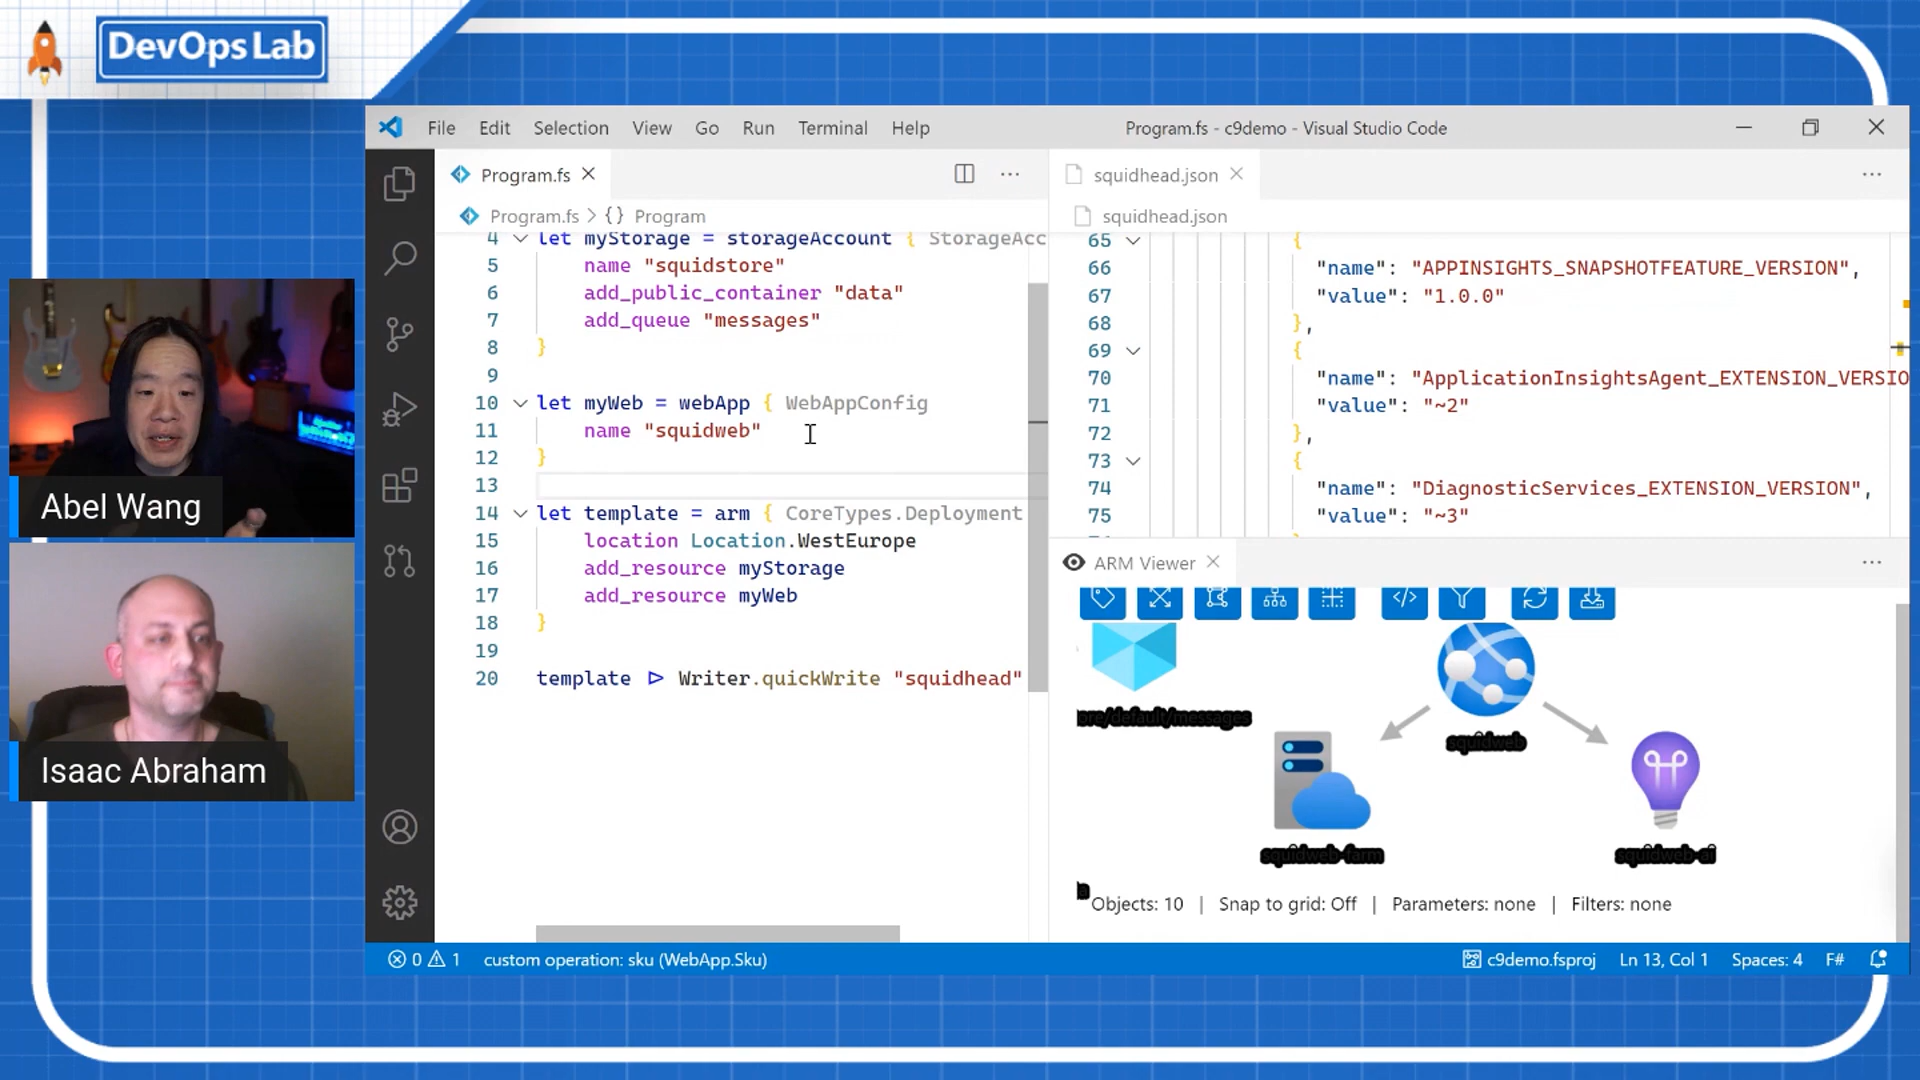 DevOps Lab
File Edit Selection View Go Run Terminal Help
Program.fs - c9demo - Visual Studio Code
Program.fs
Program.fs > {} Program
4 let myStorage = storageAccount { StorageAcc
5 name "squidstore"
6 add_public_container "data"
7 add_queue "messages"
8 }
9
10 let myWeb = webApp { WebAppConfig
11 name "squidweb"
12 }
13
14 let template = arm { CoreTypes.Deployment
15 location Location.WestEurope
16 add_resource myStorage
17 add_resource myWeb
18 }
19
20 template |> Writer.quickWrite "squidhead"
squidhead.json
squidhead.json
65 {
66 "name": "APPINSIGHTS_SNAPSHOTFEATURE_VERSION",
67 "value": "1.0.0"
68 },
69 {
70 "name": "ApplicationInsightsAgent_EXTENSION_VERSIO
71 "value": "~2"
72 },
73 {
74 "name": "DiagnosticServices_EXTENSION_VERSION",
75 "value": "~3"
ARM Viewer
ore/default/messages
squidweb
squidweb-farm
squidweb-ai
Objects: 10 | Snap to grid: Off | Parameters: none | Filters: none
0 1 custom operation: sku (WebApp.Sku)
c9demo.fsproj Ln 13, Col 1 Spaces: 4 F#
Abel Wang
Isaac Abraham